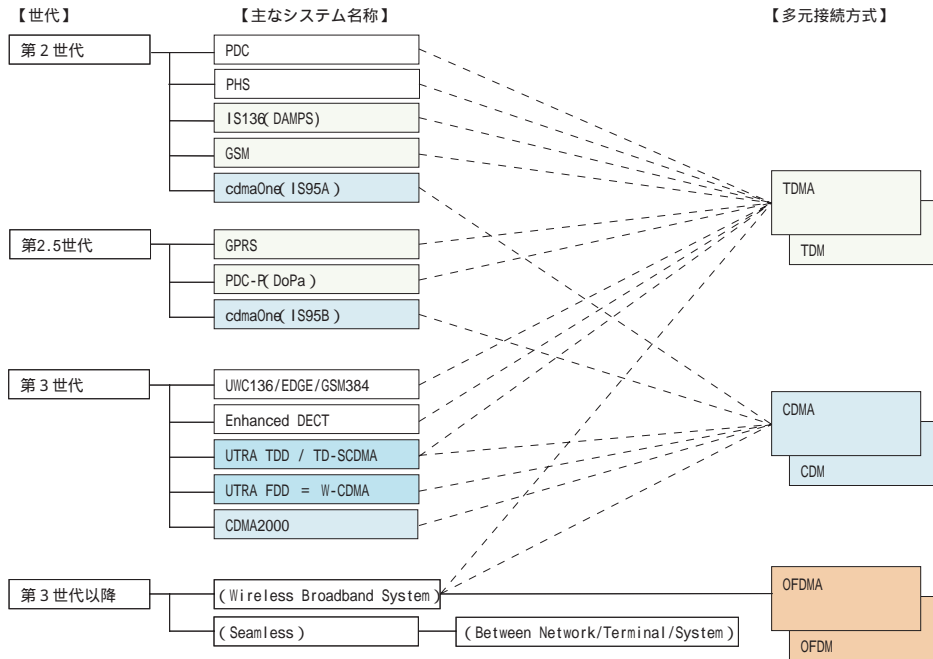 【世代】 【主なシステム名称】 【多元接続方式】
第2世代
PDC
PHS
IS136(DAMPS)
GSM
cdmaOne(IS95A)
TDMA
TDM
第2.5世代
GPRS
PDC-P(DoPa)
cdmaOne(IS95B)
第3世代
UWC136/EDGE/GSM384
Enhanced DECT
UTRA TDD / TD-SCDMA
UTRA FDD = W-CDMA
CDMA2000
CDMA
CDM
第3世代以降
(Wireless Broadband System)
(Seamless)
(Between Network/Terminal/System)
OFDMA
OFDM